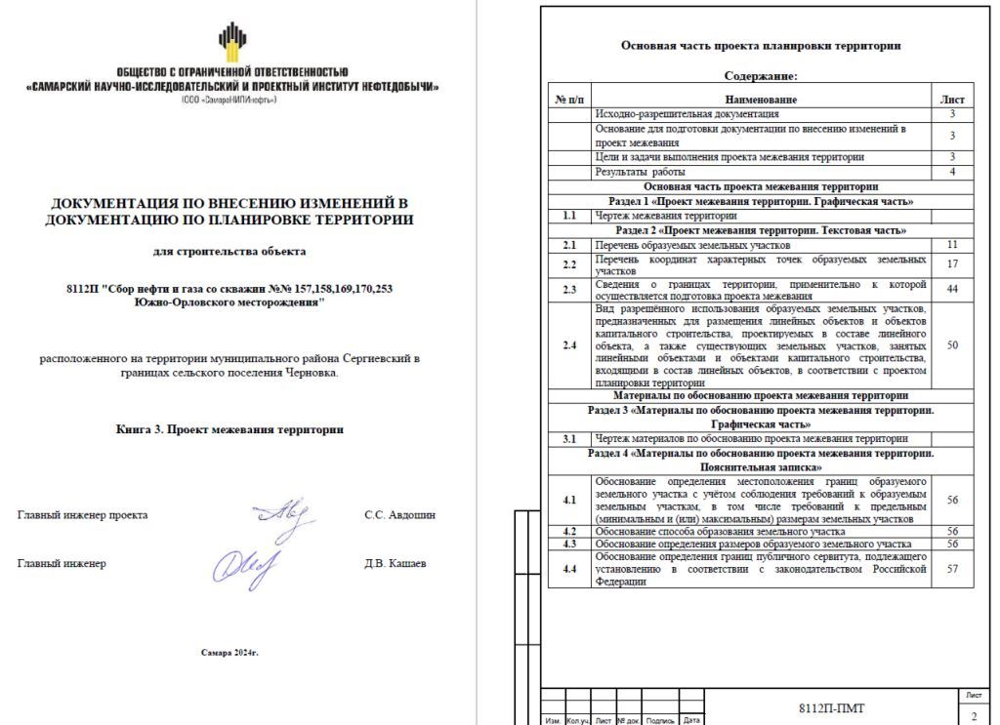 ОБЩЕСТВО С ОГРАНИЧЕННОЙ ОТВЕТСТВЕННОСТЬЮ
«САМАРСКИЙ НАУЧНО-ИССЛЕДОВАТЕЛЬСКИЙ И ПРОЕКТНЫЙ ИНСТИТУТ НЕФТЕДОБЫЧИ»
(ООО «СамараНИПИнефть»)
ДОКУМЕНТАЦИЯ ПО ВНЕСЕНИЮ ИЗМЕНЕНИЙ В
ДОКУМЕНТАЦИЮ ПО ПЛАНИРОВКЕ ТЕРРИТОРИИ
для строительства объекта
8112П "Сбор нефти и газа со скважин №№ 157,158,169,170,253
Южно-Орловского месторождения"
расположенного на территории муниципального района Сергиевский в
границах сельского поселения Черновка.
Книга 3. Проект межевания территории
Главный инженер проекта С.С. Авдошин
Главный инженер Д.В. Кашаев
Самара 2024г.
Основная часть проекта планировки территории
Содержание:
№ п/п Наименование Лист
Исходно-разрешительная документация 3
Основание для подготовки документации по внесению изменений в
проект межевания 3
Цели и задачи выполнения проекта межевания территории 3
Результаты работы 4
Основная часть проекта межевания территории
Раздел 1 «Проект межевания территории. Графическая часть»
1.1 Чертеж межевания территории
Раздел 2 «Проект межевания территории. Текстовая часть»
2.1 Перечень образуемых земельных участков 11
2.2 Перечень координат характерных точек образуемых земельных
участков 17
2.3 Сведения о границах территории, применительно к которой
осуществляется подготовка проекта межевания 44
Вид разрешённого использования образуемых земельных участков,
предназначенных для размещения линейных объектов и объектов
капитального строительства, проектируемых в составе линейного
2.4 объекта, а также существующих земельных участков, занятых 50
линейными объектами и объектами капитального строительства,
входящими в состав линейных объектов, в соответствии с проектом
планировки территории
Материалы по обоснованию проекта межевания территории
Раздел 3 «Материалы по обоснованию проекта межевания территории.
Графическая часть»
3.1 Чертеж материалов по обоснованию проекта межевания территории
Раздел 4 «Материалы по обоснованию проекта межевания территории.
Пояснительная записка»
Обоснование определения местоположения границ образуемого
4.1 земельного участка с учётом соблюдения требований к образуемым 56
земельным участкам, в том числе требований к предельным
(минимальным и (или) максимальным) размерам земельных участков
4.2 Обоснование способа образования земельного участка 56
4.3 Обоснование определения размеров образуемого земельного участка 56
Обоснование определения границ публичного сервитута, подлежащего
4.4 установлению в соответствии с законодательством Российской 57
Федерации
8112П-ПМТ
Лист
2
Изм. Кол.уч. Лист № док. Подпись Дата